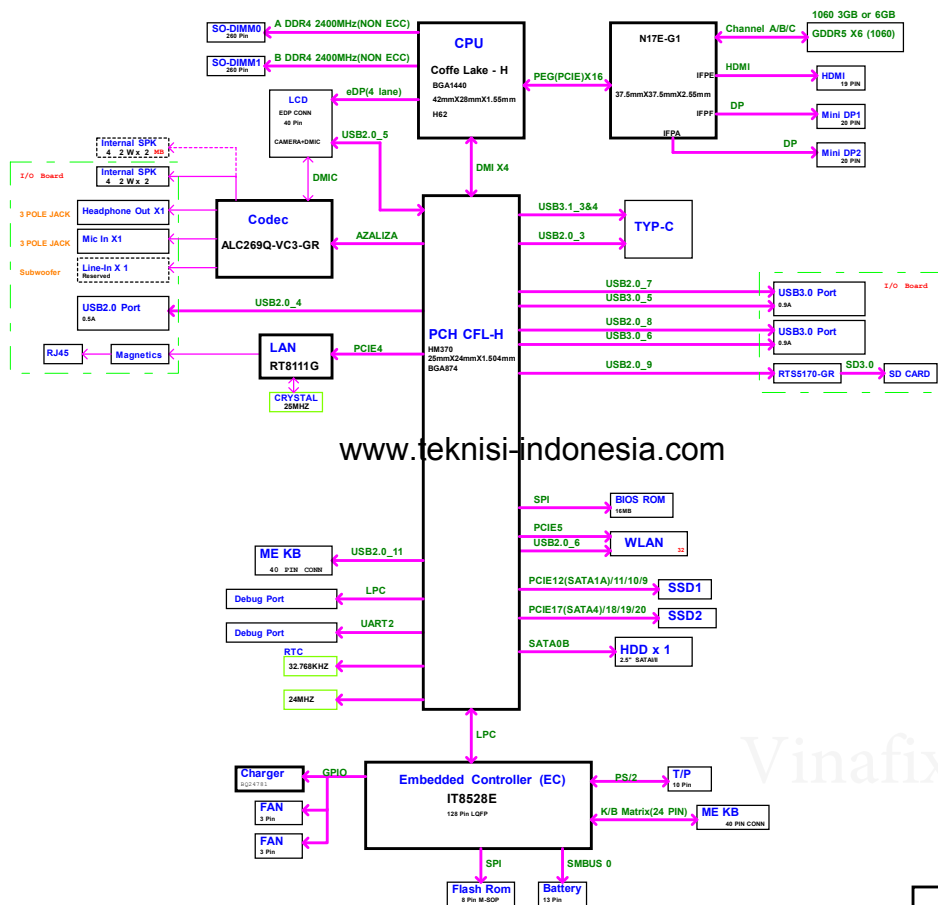 SO-DIMM0
260 Pin
A DDR4 2400MHz(NON ECC)
SO-DIMM1
260 Pin
B DDR4 2400MHz(NON ECC)
CPU
Coffe Lake - H
BGA1440
42mmX28mmX1.55mm
H62
PEG(PCIE)X16
N17E-G1
37.5mmX37.5mmX2.55mm
IFPE
IFPF
IFPA
Channel A/B/C
1060 3GB or 6GB
GDDR5 X6 (1060)
HDMI
HDMI
19 PIN
DP
Mini DP1
20 PIN
DP
Mini DP2
20 PIN
eDP(4 lane)
LCD
EDP CONN
40 Pin
CAMERA+DMIC
USB2.0_5
DMIC
DMI X4
Internal SPK
4 2 W x 2 MB
I/O Board
Internal SPK
4 2 W x 2
3 POLE JACK
Headphone Out X1
3 POLE JACK
Mic In X1
Subwoofer
Line-In X 1
Reserved
Codec
ALC269Q-VC3-GR
AZALIZA
USB2.0 Port
0.5A
USB2.0_4
RJ45
Magnetics
LAN
RT8111G
PCIE4
CRYSTAL
25MHZ
PCH CFL-H
HM370
25mmX24mmX1.504mm
BGA874
USB3.1_3&4
USB2.0_3
TYP-C
USB2.0_7
USB3.0_5
USB3.0 Port
0.9A
I/O Board
USB2.0_8
USB3.0_6
USB3.0 Port
0.9A
USB2.0_9
RTS5170-GR
SD3.0
SD CARD
www.teknisi-indonesia.com
SPI
BIOS ROM
16MB
PCIE5
USB2.0_6
WLAN
32
ME KB
40 PIN CONN
USB2.0_11
PCIE12(SATA1A)/11/10/9
SSD1
Debug Port
LPC
PCIE17(SATA4)/18/19/20
SSD2
Debug Port
UART2
SATA0B
HDD x 1
2.5" SATAI/II
RTC
32.768KHZ
24MHZ
LPC
Vinafix
Charger
BQ24781
GPIO
FAN
3 Pin
FAN
3 Pin
Embedded Controller (EC)
IT8528E
128 Pin LQFP
PS/2
T/P
10 Pin
K/B Matrix(24 PIN)
ME KB
40 PIN CONN
SPI
Flash Rom
8 Pin M-SOP
SMBUS 0
Battery
13 Pin